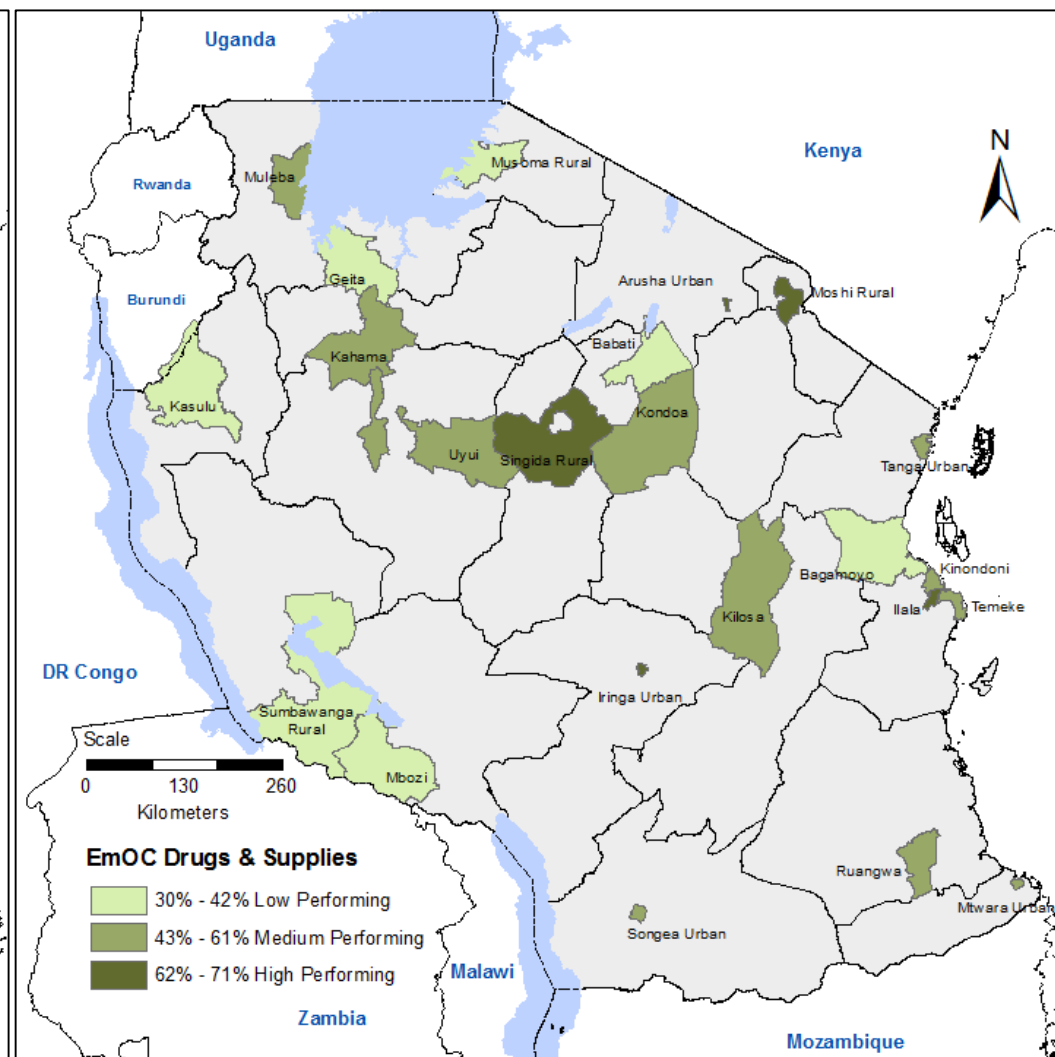 Uganda
Kenya
N
Musoma Rural
Muleba
Rwanda
Geita
Arusha Urban
Moshi Rural
Burundi
Babati
Kahama
Kasulu
Kondoa
Uyui
Singida Rural
Tanga Urban
Bagamoyo
Kinondoni
Ilala
Temeke
Kilosa
DR Congo
Iringa Urban
Sumbawanga
Rural
Scale
Mbozi
0 130 260
Kilometers
EmOC Drugs & Supplies
30% - 42% Low Performing
43% - 61% Medium Performing
62% - 71% High Performing
Ruangwa
Mtwara Urban
Songea Urban
Malawi
Zambia
Mozambique